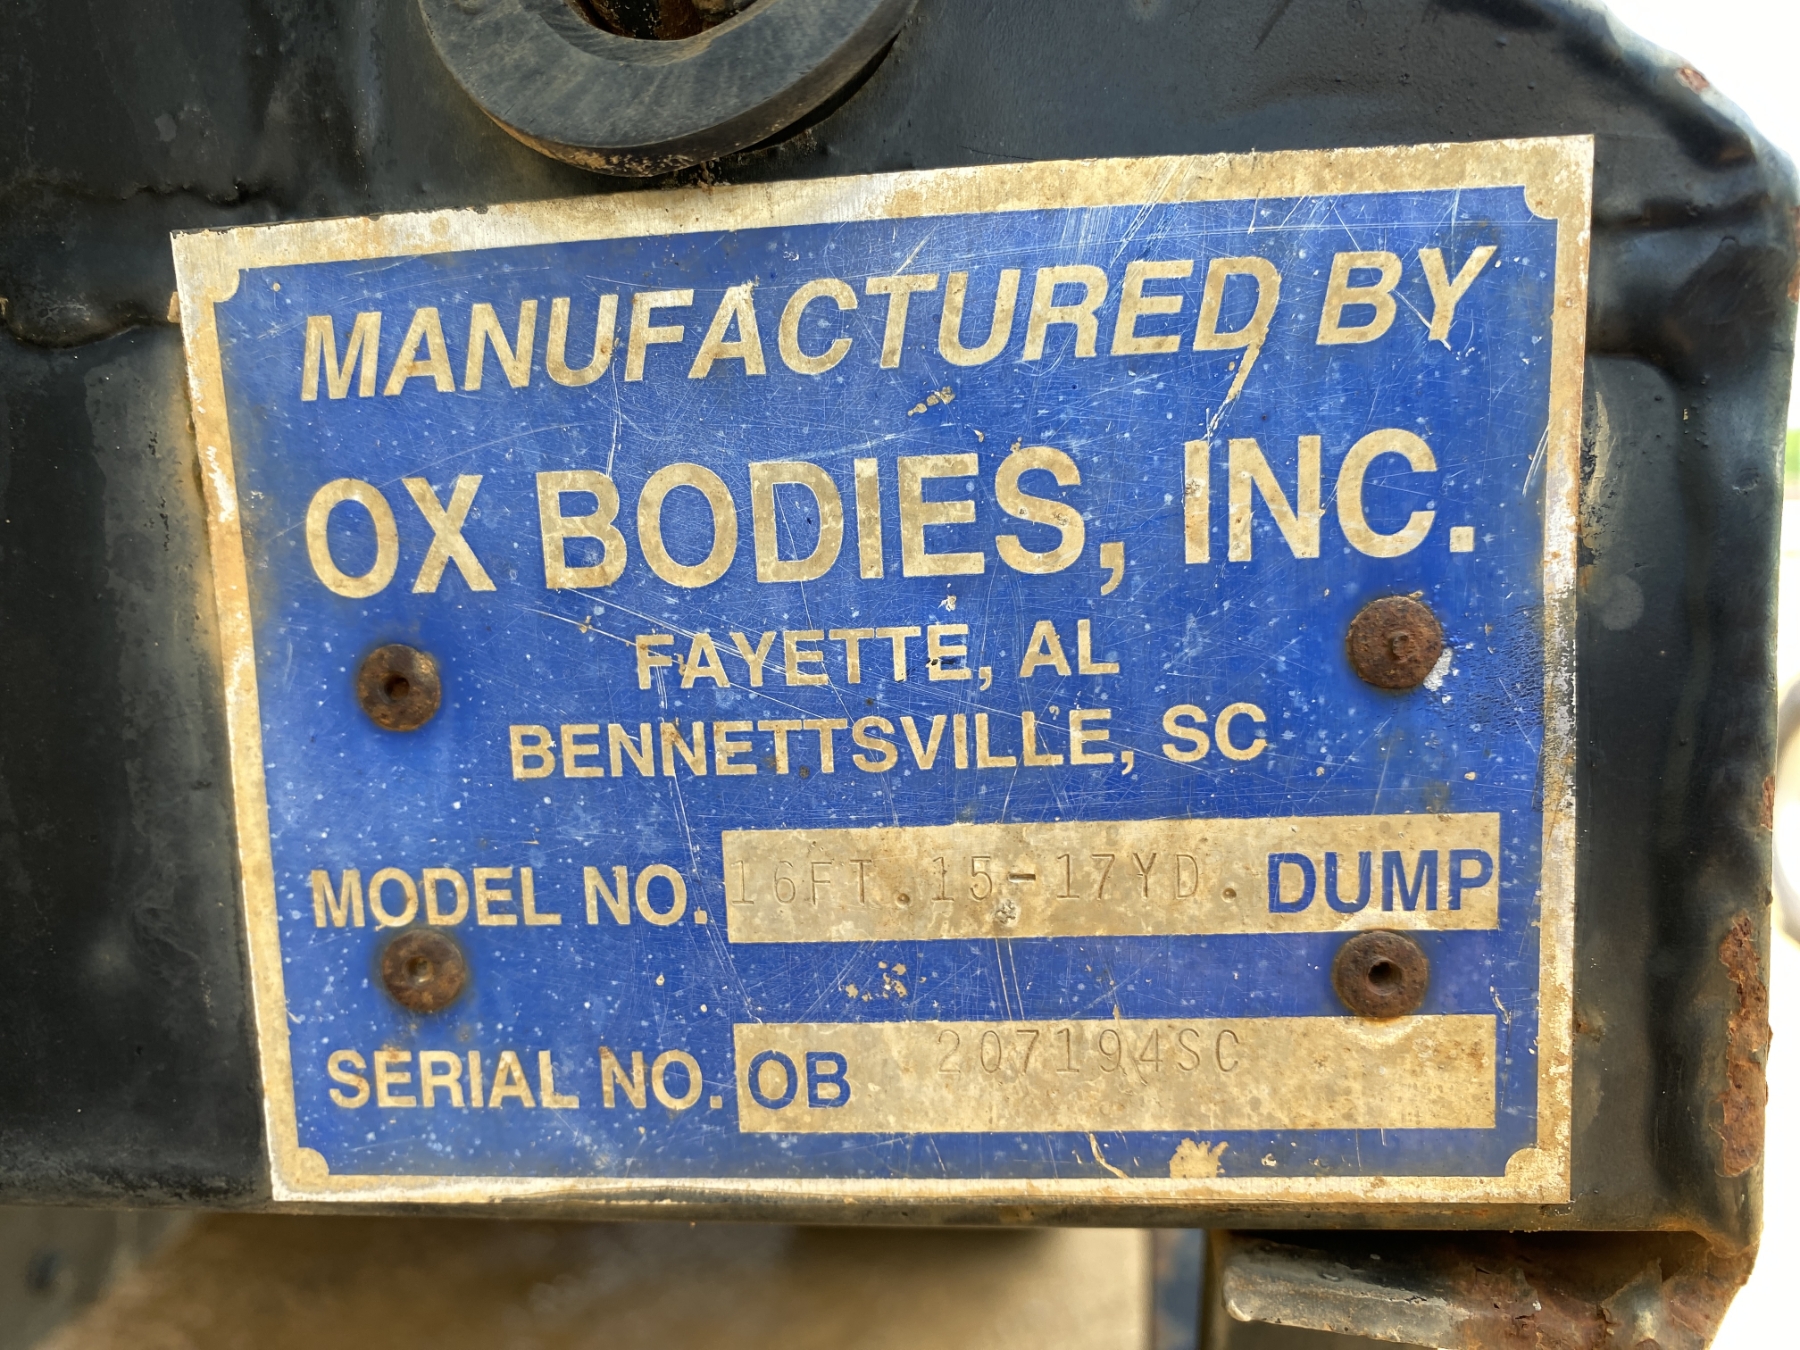 MANUFACTURED BY
OX BODIES, INC.
FAYETTE, AL
BENNETTSVILLE, SC
MODEL NO. 16FT.15-17YD. DUMP
SERIAL NO. OB 207194SC